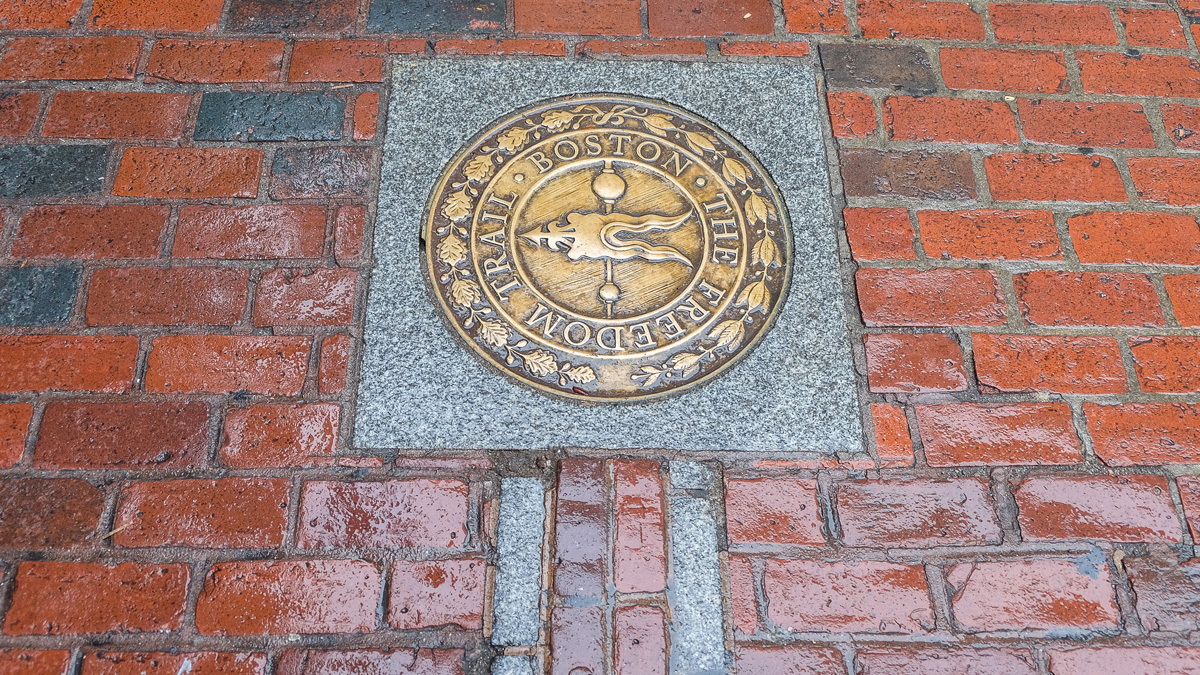 BOSTON • THE FREEDOM TRAIL •